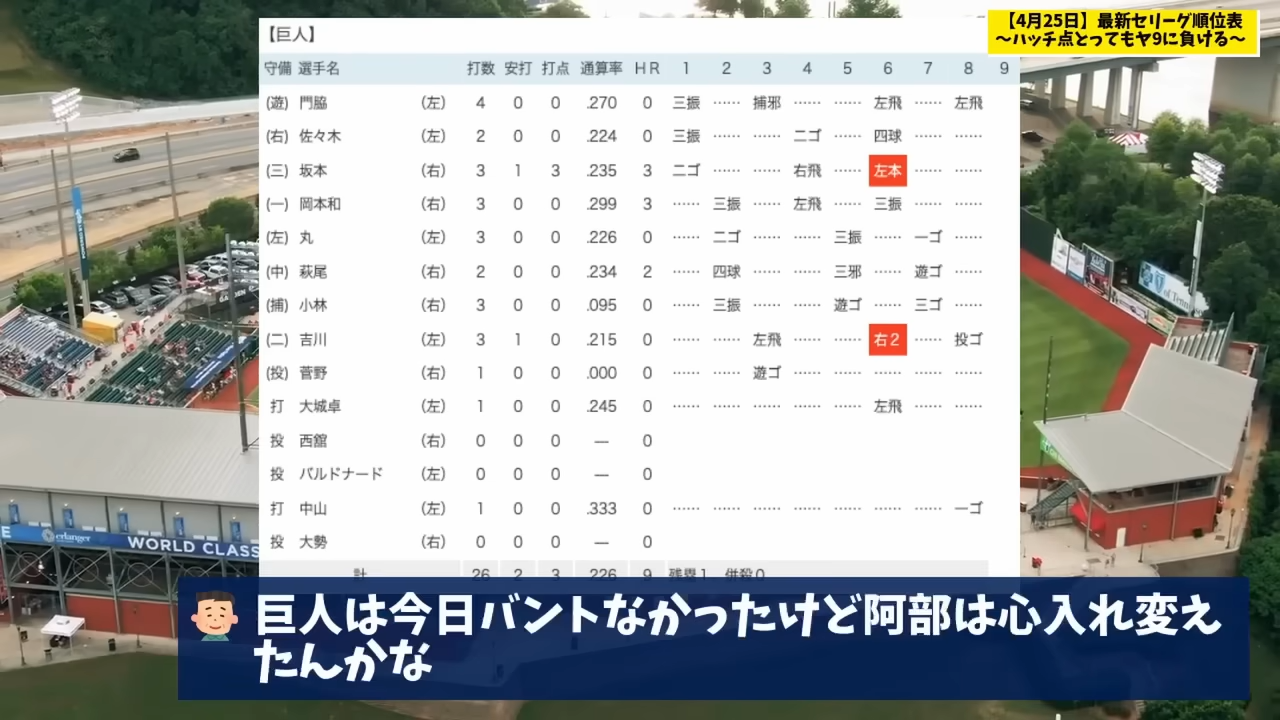 【4月25日】最新セリーグ順位表
～ハッチ点とってもヤ9に負ける～
【巨人】
守備 選手名 打数 安打 打点 通算率 HR 1 2 3 4 5 6 7 8 9
(遊) 門脇 (左) 4 0 0 .270 0 三振 …… 捕邪 …… …… 左飛 …… 左飛
(右) 佐々木 (左) 2 0 0 .224 0 三振 …… …… 二ゴ …… 四球 …… ……
(三) 坂本 (右) 3 1 3 .235 3 二ゴ …… …… 右飛 …… 左本 …… ……
(一) 岡本和 (右) 3 0 0 .299 3 …… 三振 …… 左飛 …… 三振 …… ……
(左) 丸 (左) 3 0 0 .226 0 …… 二ゴ …… …… 三振 …… 一ゴ ……
(中) 萩尾 (右) 2 0 0 .234 2 …… 四球 …… …… 三邪 …… 遊ゴ ……
(捕) 小林 (右) 3 0 0 .095 0 …… 三振 …… …… 遊ゴ …… 三ゴ ……
(二) 吉川 (左) 3 1 0 .215 0 …… …… 左飛 …… …… 右2 …… 投ゴ
(投) 菅野 (右) 1 0 0 .000 0 …… …… 遊ゴ …… …… …… …… ……
打 大城卓 (左) 1 0 0 .245 0 …… …… …… …… …… 左飛 …… ……
投 西舘 (右) 0 0 0 — 0
投 バルドナード (左) 0 0 0 — 0
打 中山 (左) 1 0 0 .333 0 …… …… …… …… …… …… …… 一ゴ
投 大勢 (右) 0 0 0 — 0
計 26 2 3 .226 9 残塁1 併殺0
erlanger
WORLD CLASS
巨人は今日バントなかったけど阿部は心入れ変え
たんかな